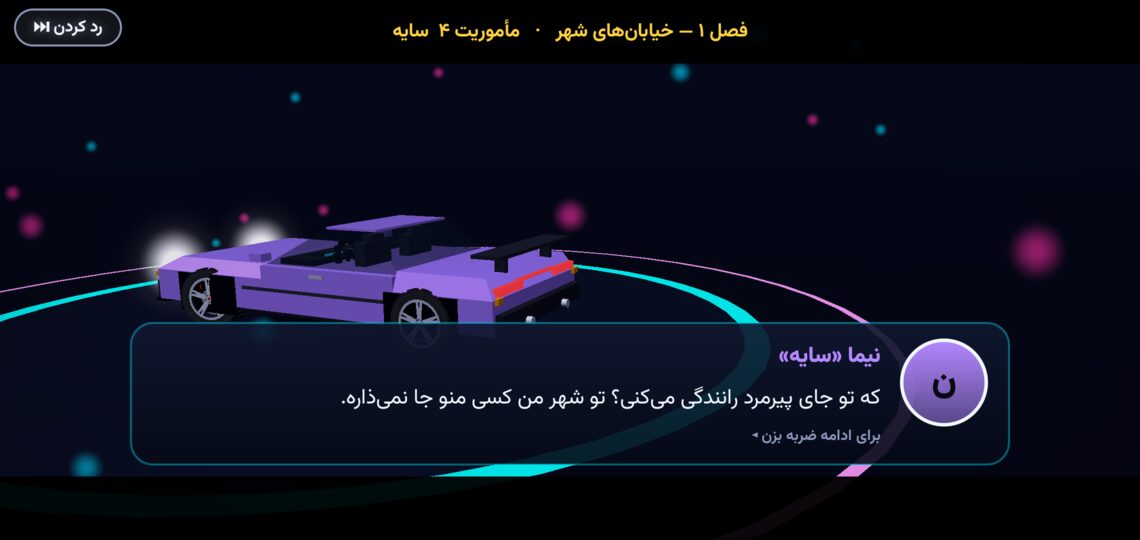 رد کردن ⏭
فصل ۱ — خیابان‌های شهر · مأموریت ۴ سایه
نیما «سایه»
ن
که تو جای پیرمرد رانندگی می‌کنی؟ تو شهر من کسی منو جا نمی‌ذاره.
برای ادامه ضربه بزن ◂